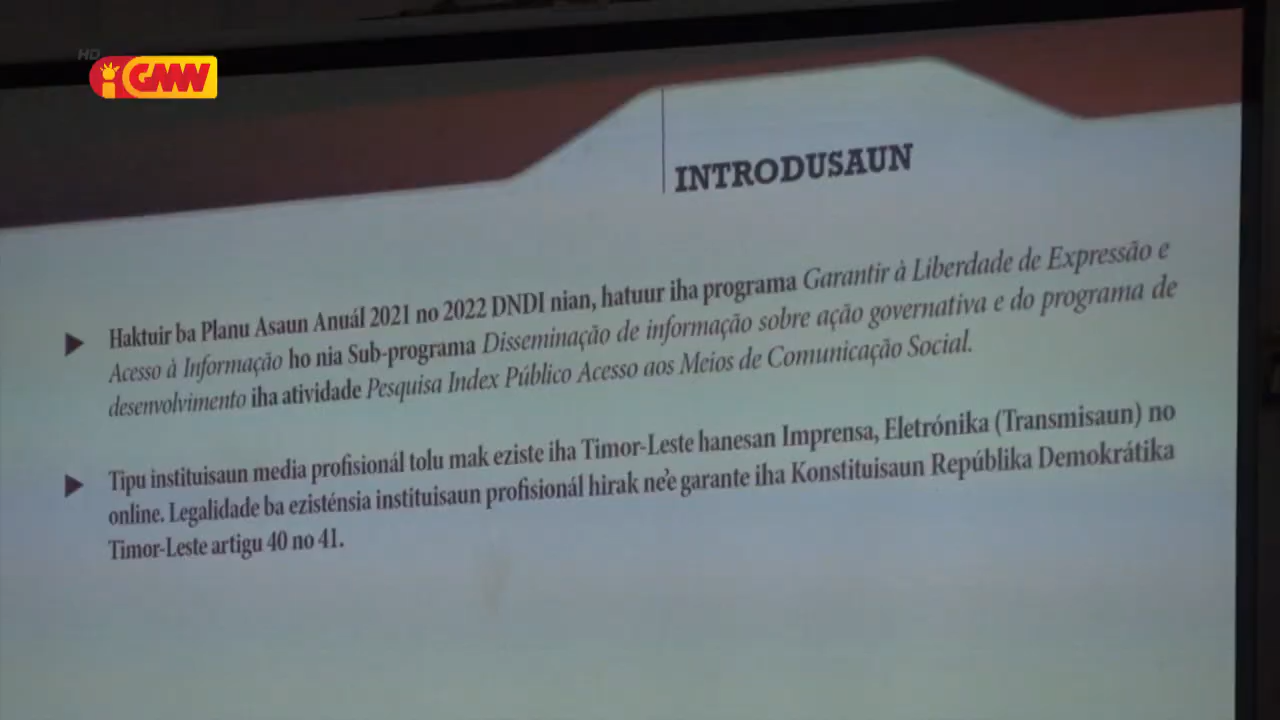 HD
GMN
INTRODUSAUN
Haktuir ba Planu Asaun Anuál 2021 no 2022 DNDI nian, hatuur iha programa Garantir à Liberdade de Expressão e
Acesso à Informação ho nia Sub-programa Disseminação de informação sobre ação governativa e do programa de
desenvolvimento iha atividade Pesquisa Index Público Acesso aos Meios de Comunicação Social.
Tipu instituisaun media profisionál tolu mak eziste iha Timor-Leste hanesan Imprensa, Eletrónika (Transmisaun) no
online. Legalidade ba ezisténsia instituisaun profisionál hirak ne'e garante iha Konstituisaun Repúblika Demokrátika
Timor-Leste artigu 40 no 41.